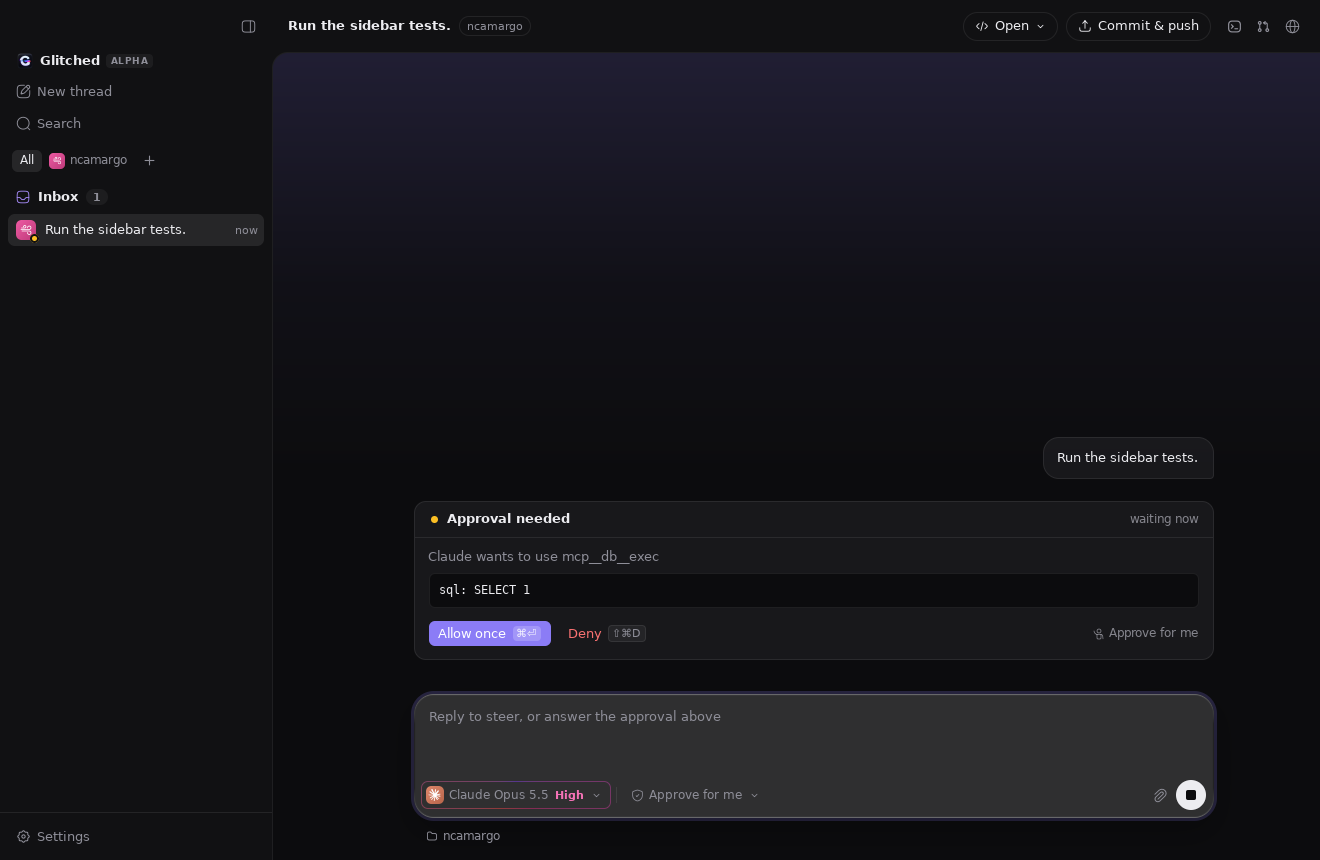 Run the sidebar tests. ncamargo
Open
Commit & push
Glitched ALPHA
New thread
Search
All ncamargo
Inbox 1
Run the sidebar tests. now
Run the sidebar tests.
Approval needed waiting now
Claude wants to use mcp__db__exec
sql: SELECT 1
Allow once ⌘⏎ Deny ⇧⌘D Approve for me
Reply to steer, or answer the approval above
Claude Opus 5.5 High Approve for me
ncamargo
Settings